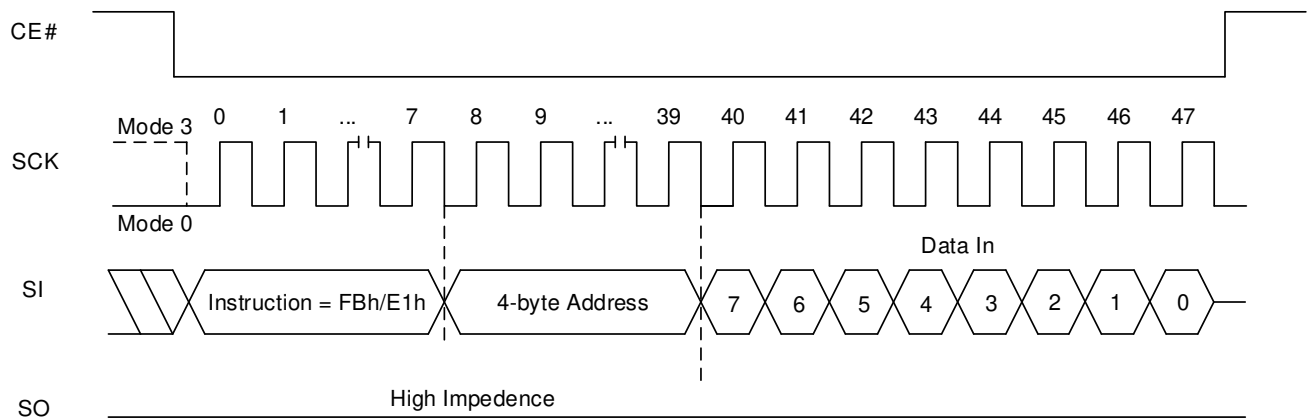 CE#
Mode 3 0 1 ... 7 8 9 ... 39 40 41 42 43 44 45 46 47
SCK
Mode 0
Data In
SI Instruction = FBh/E1h 4-byte Address 7 6 5 4 3 2 1 0
High Impedence
SO